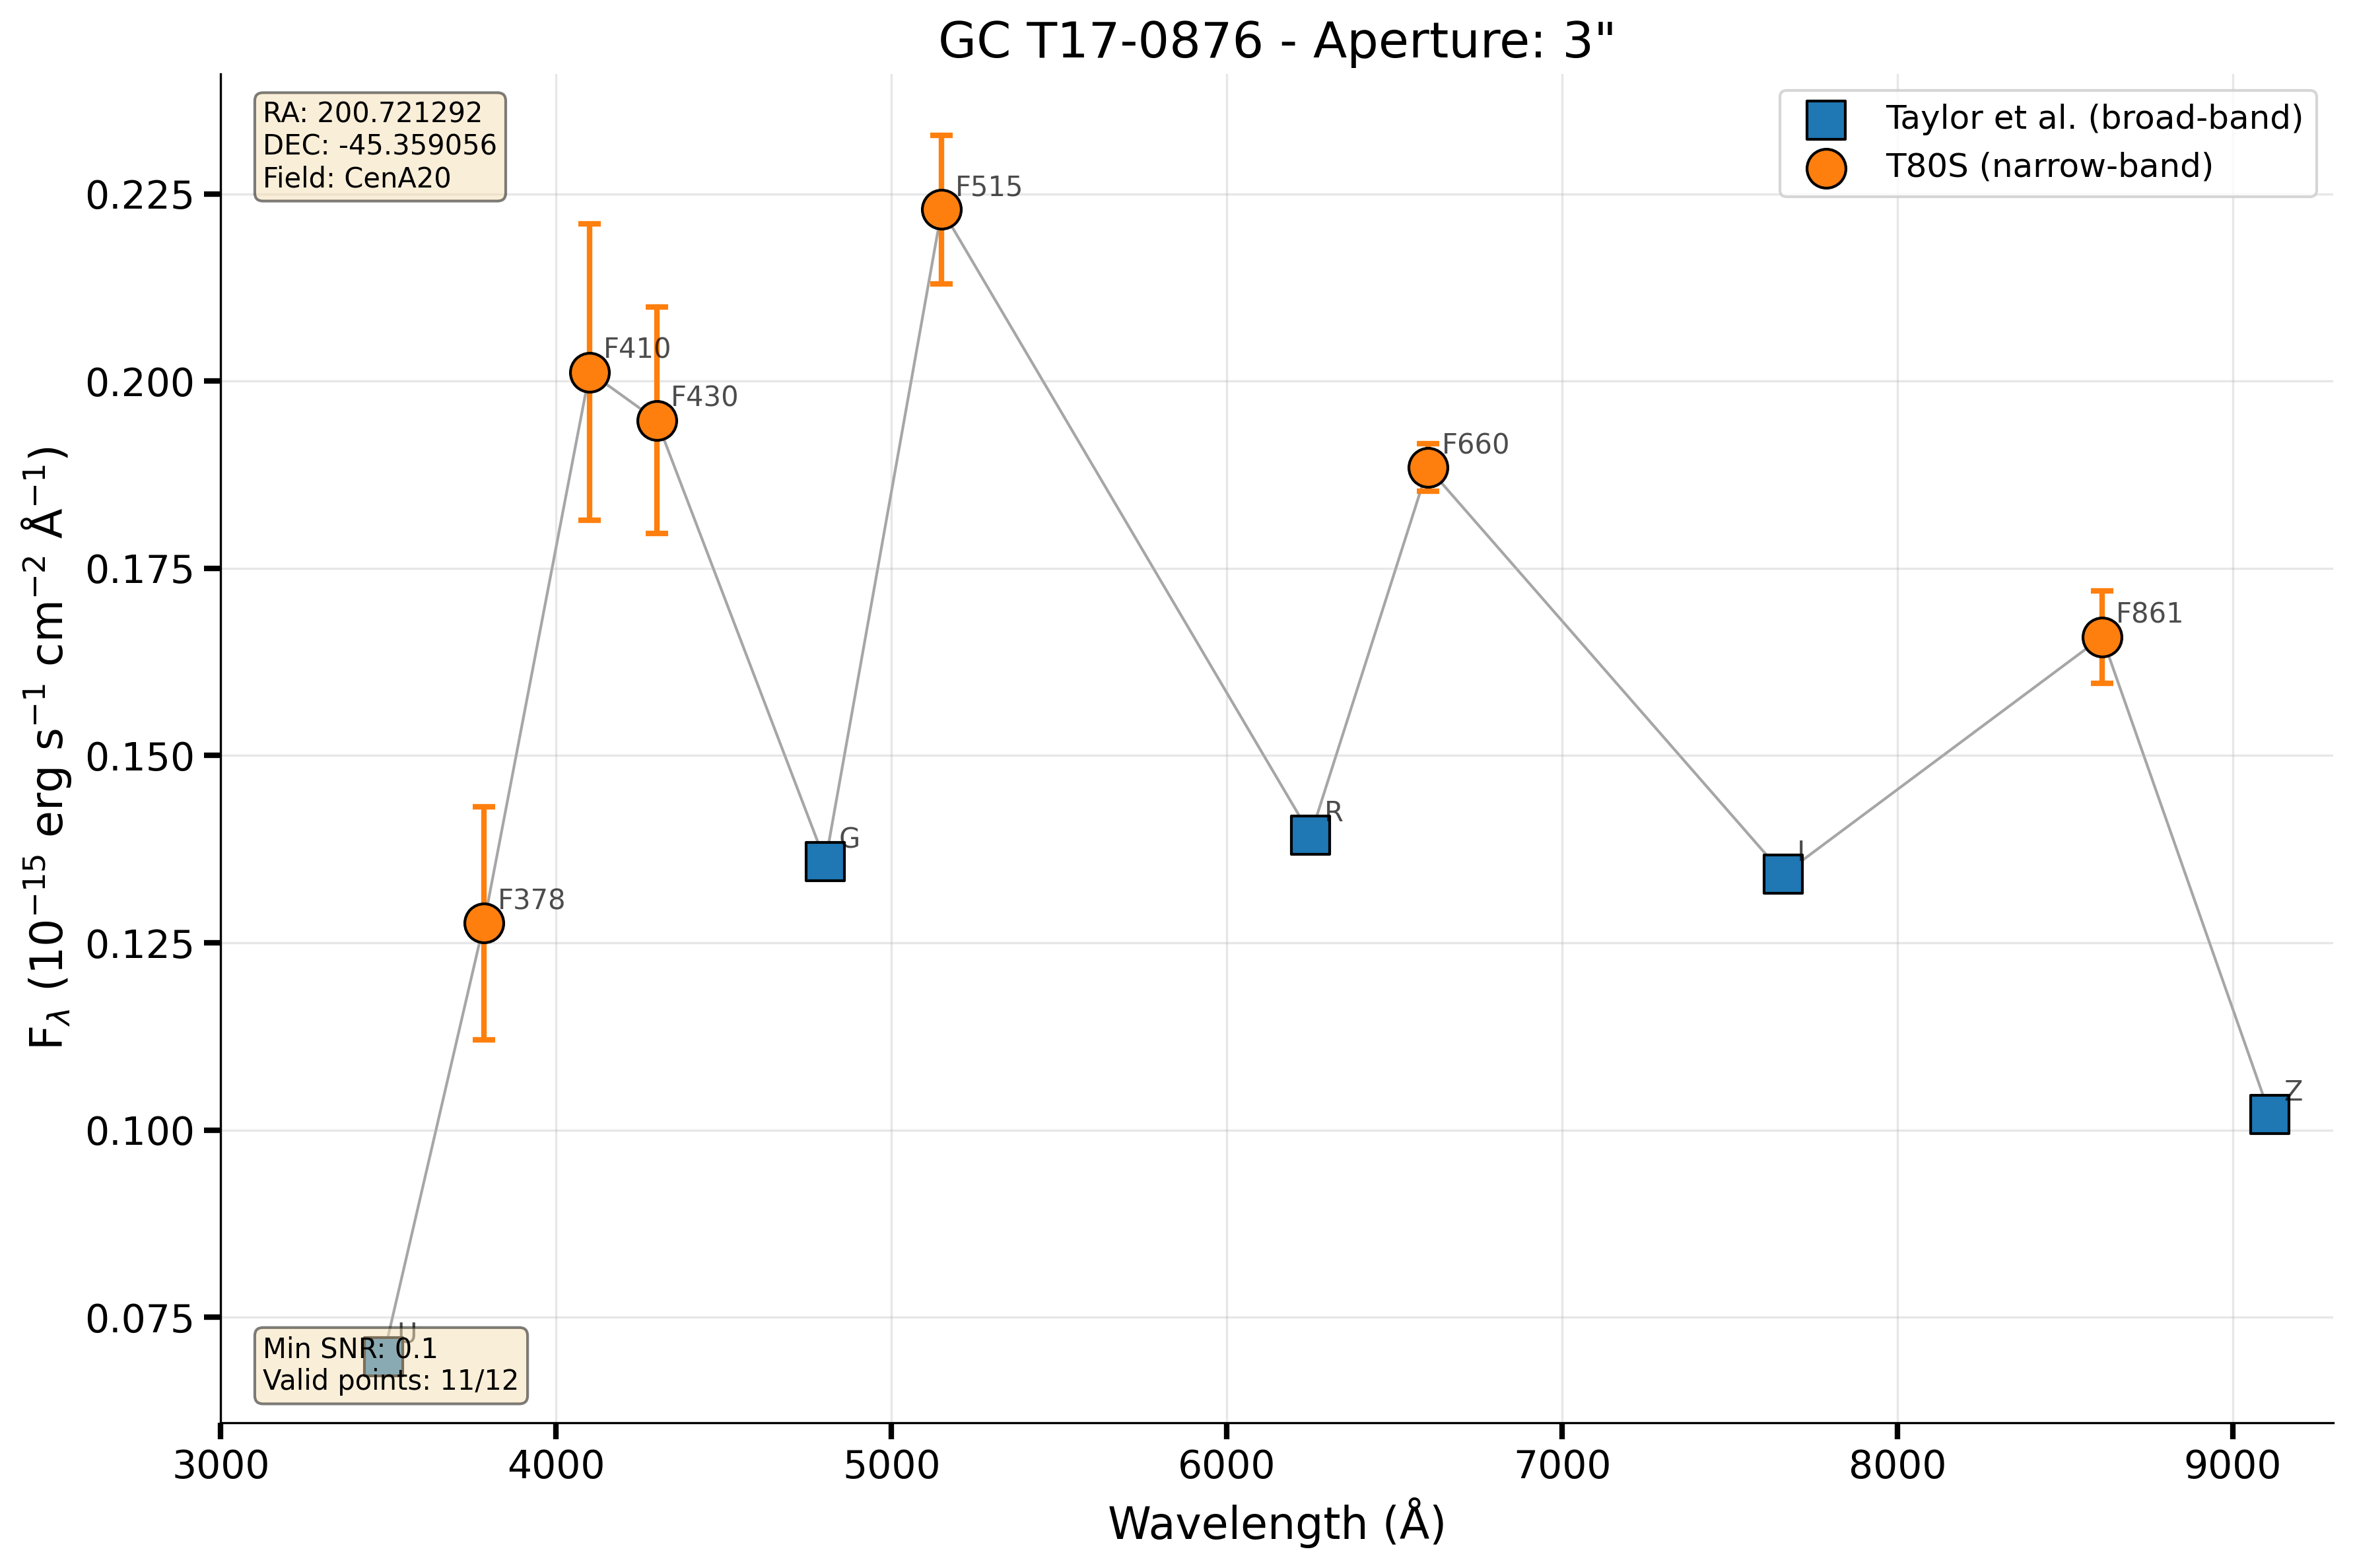 GC T17-0876 - Aperture: 3"
RA: 200.721292
DEC: -45.359056
Field: CenA20
Taylor et al. (broad-band)
T80S (narrow-band)
F515
F410
F430
F660
F861
G
R
I
F378
Z
U
Min SNR: 0.1
Valid points: 11/12
0.225
0.200
0.175
0.150
0.125
0.100
0.075
F_λ (10⁻¹⁵ erg s⁻¹ cm⁻² Å⁻¹)
3000 4000 5000 6000 7000 8000 9000
Wavelength (Å)